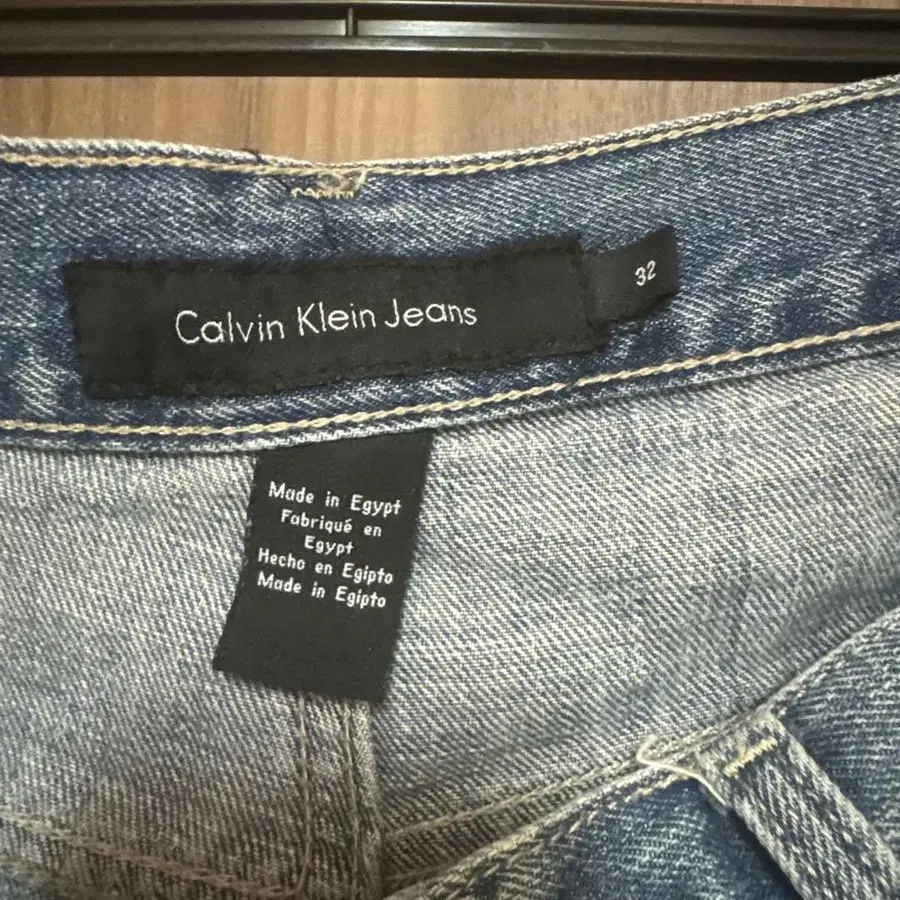 Calvin Klein Jeans
32
Made in Egypt
Fabriqué en
Egypt
Hecho en Egipto
Made in Egipto